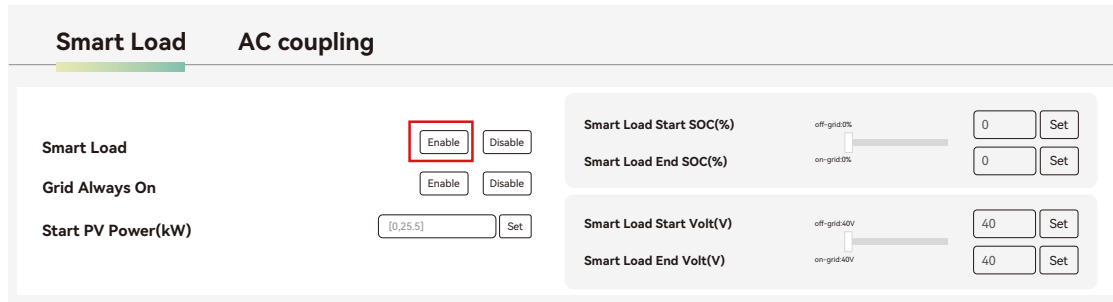 Smart Load AC coupling
Smart Load Enable Disable
Grid Always On Enable Disable
Start PV Power(kW) [0,25.5] Set
Smart Load Start SOC(%) off-grid:0% 0 Set
Smart Load End SOC(%) on-grid:0% 0 Set
Smart Load Start Volt(V) off-grid:40V 40 Set
Smart Load End Volt(V) on-grid:40V 40 Set